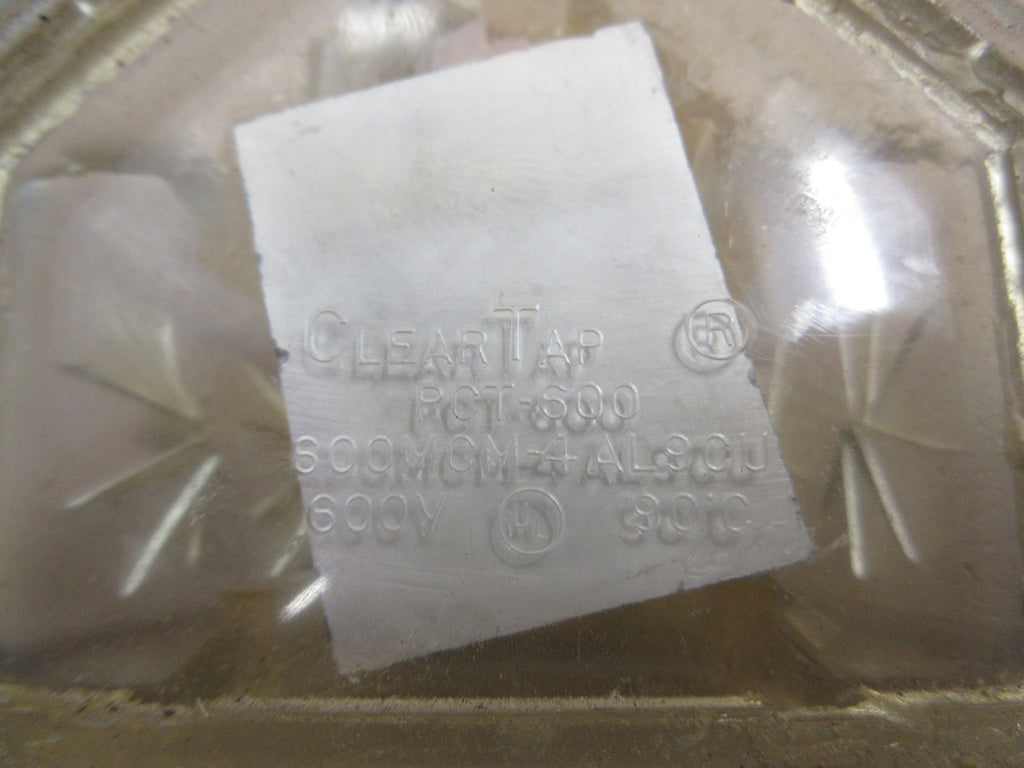 CLEARTAP ®
PCT-600
600MCM-4 AL9CU
600V UL 90°C